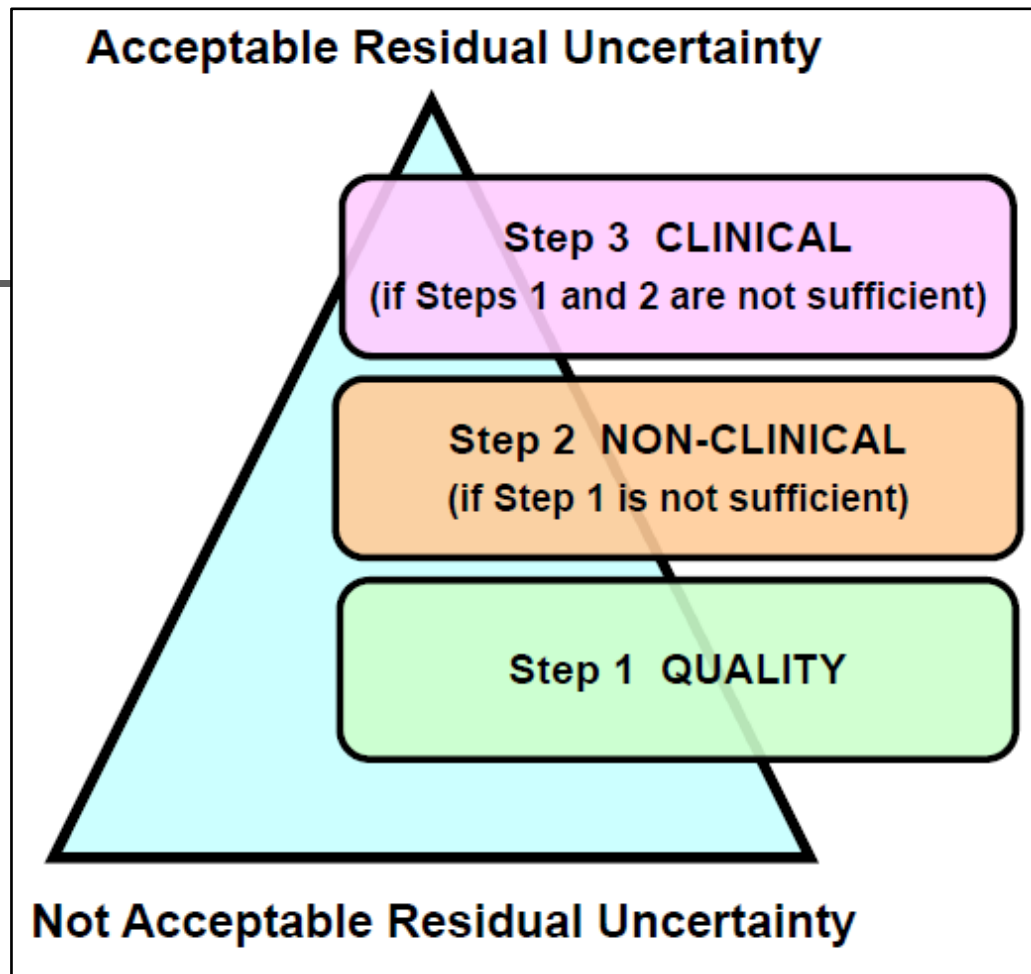 Acceptable Residual Uncertainty
Step 3 CLINICAL
(if Steps 1 and 2 are not sufficient)
Step 2 NON-CLINICAL
(if Step 1 is not sufficient)
Step 1 QUALITY
Not Acceptable Residual Uncertainty